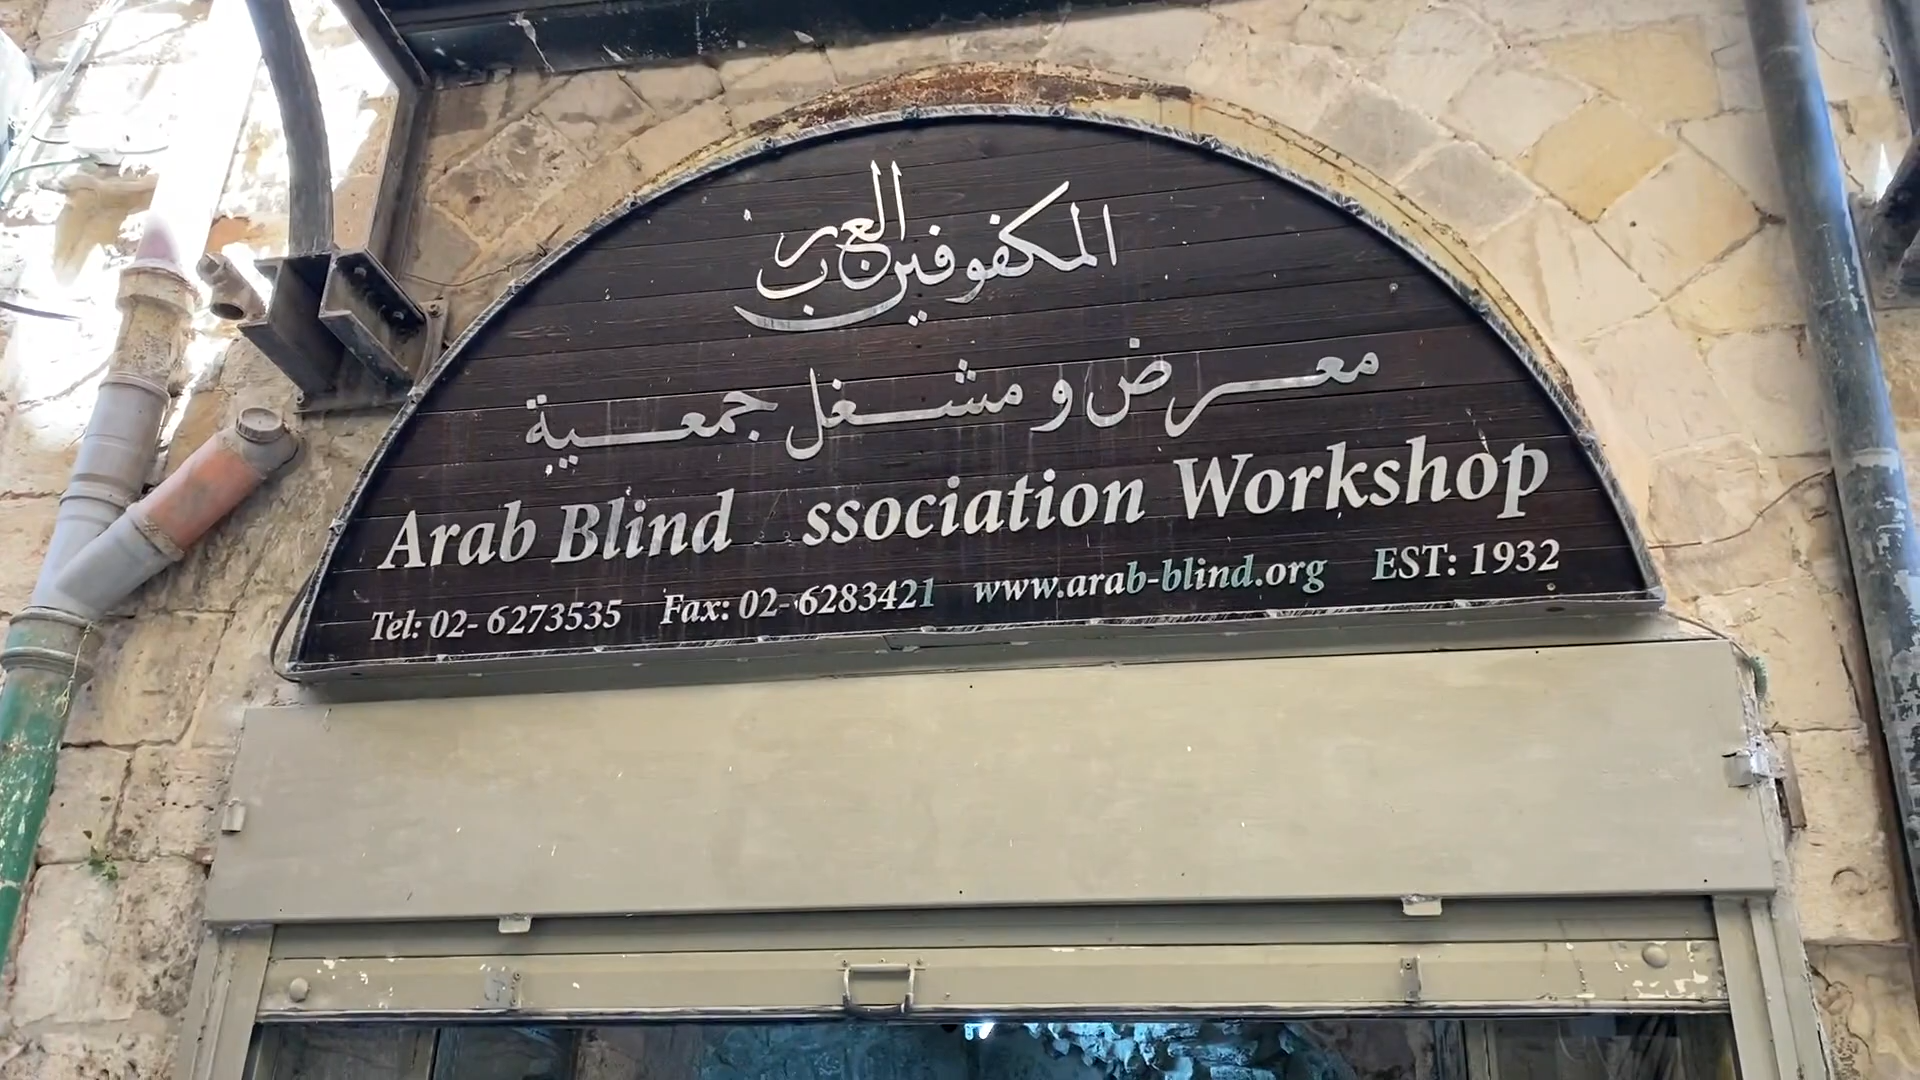 المكفوفين العرب
معرض و مشغل جمعية
Arab Blind ssociation Workshop
Tel: 02- 6273535 Fax: 02- 6283421 www.arab-blind.org EST: 1932